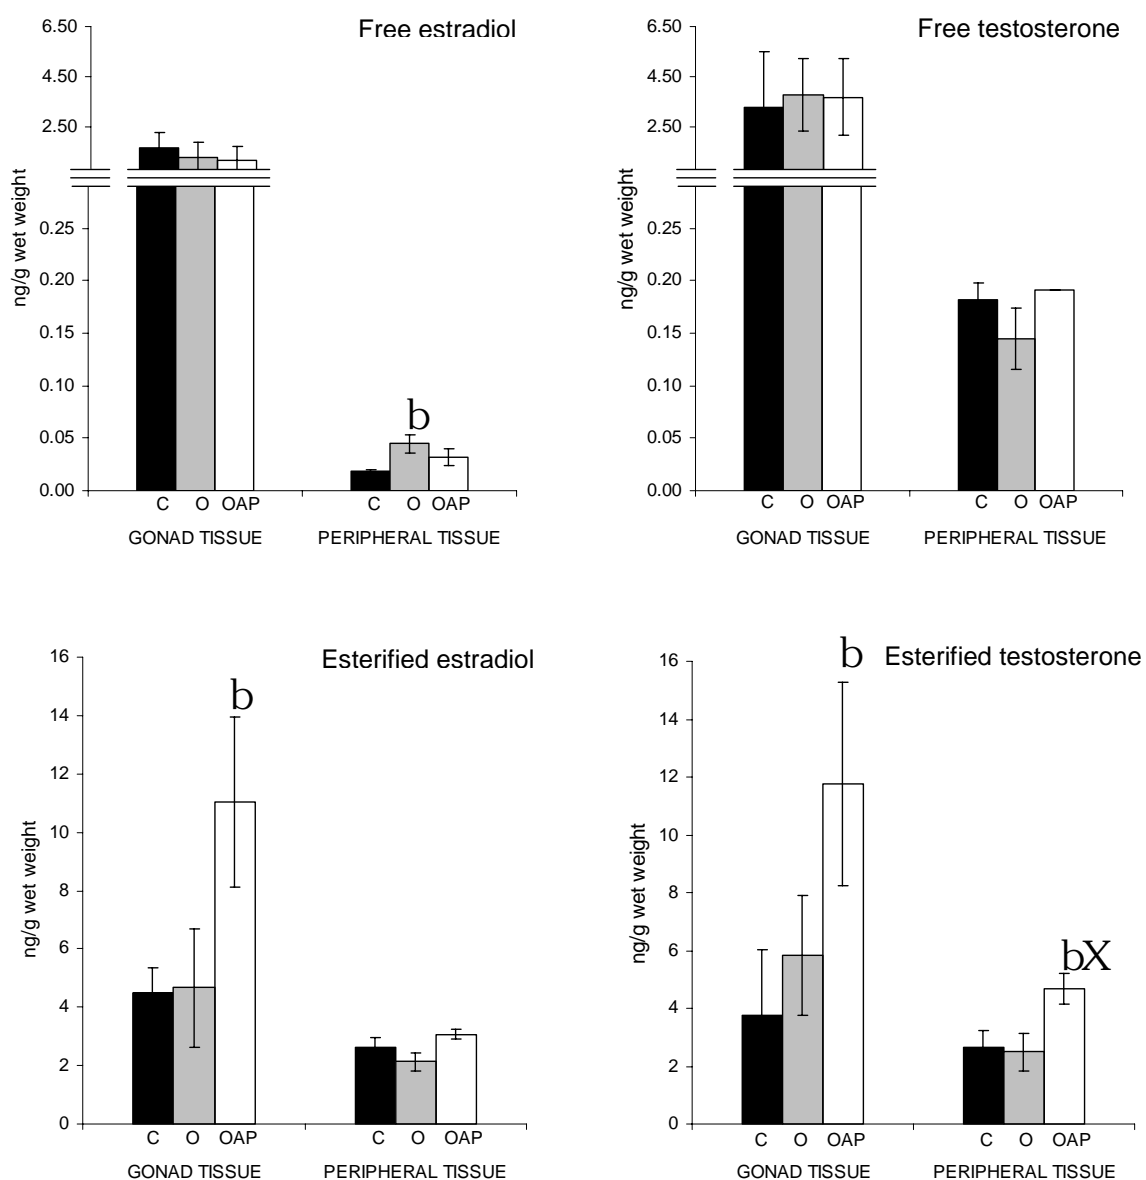 Free estradiol
6.50
4.50
2.50
0.25
0.20
0.15
0.10
0.05
0.00
ng/g wet weight
b
C O OAP C O OAP
GONAD TISSUE PERIPHERAL TISSUE
Free testosterone
6.50
4.50
2.50
0.25
0.20
0.15
0.10
0.05
0.00
ng/g wet weight
C O OAP C O OAP
GONAD TISSUE PERIPHERAL TISSUE
Esterified estradiol
16
14
12
10
8
6
4
2
0
ng/g wet weight
b
C O OAP C O OAP
GONAD TISSUE PERIPHERAL TISSUE
Esterified testosterone
16
14
12
10
8
6
4
2
0
ng/g wet weight
b
bX
C O OAP C O OAP
GONAD TISSUE PERIPHERAL TISSUE